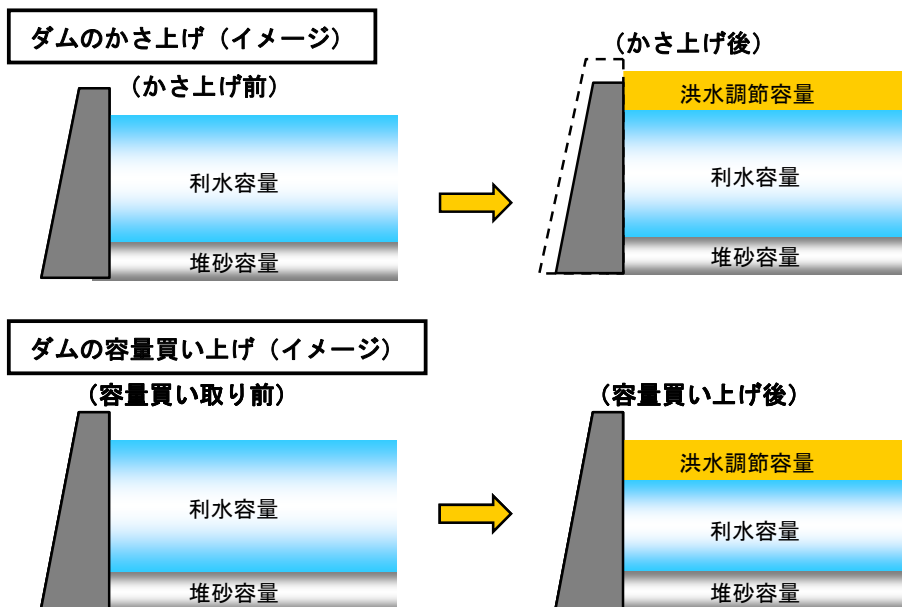 ダムのかさ上げ（イメージ）
（かさ上げ前）
（かさ上げ後）
利水容量
堆砂容量
洪水調節容量
利水容量
堆砂容量
ダムの容量買い上げ（イメージ）
（容量買い取り前）
（容量買い上げ後）
利水容量
堆砂容量
洪水調節容量
利水容量
堆砂容量